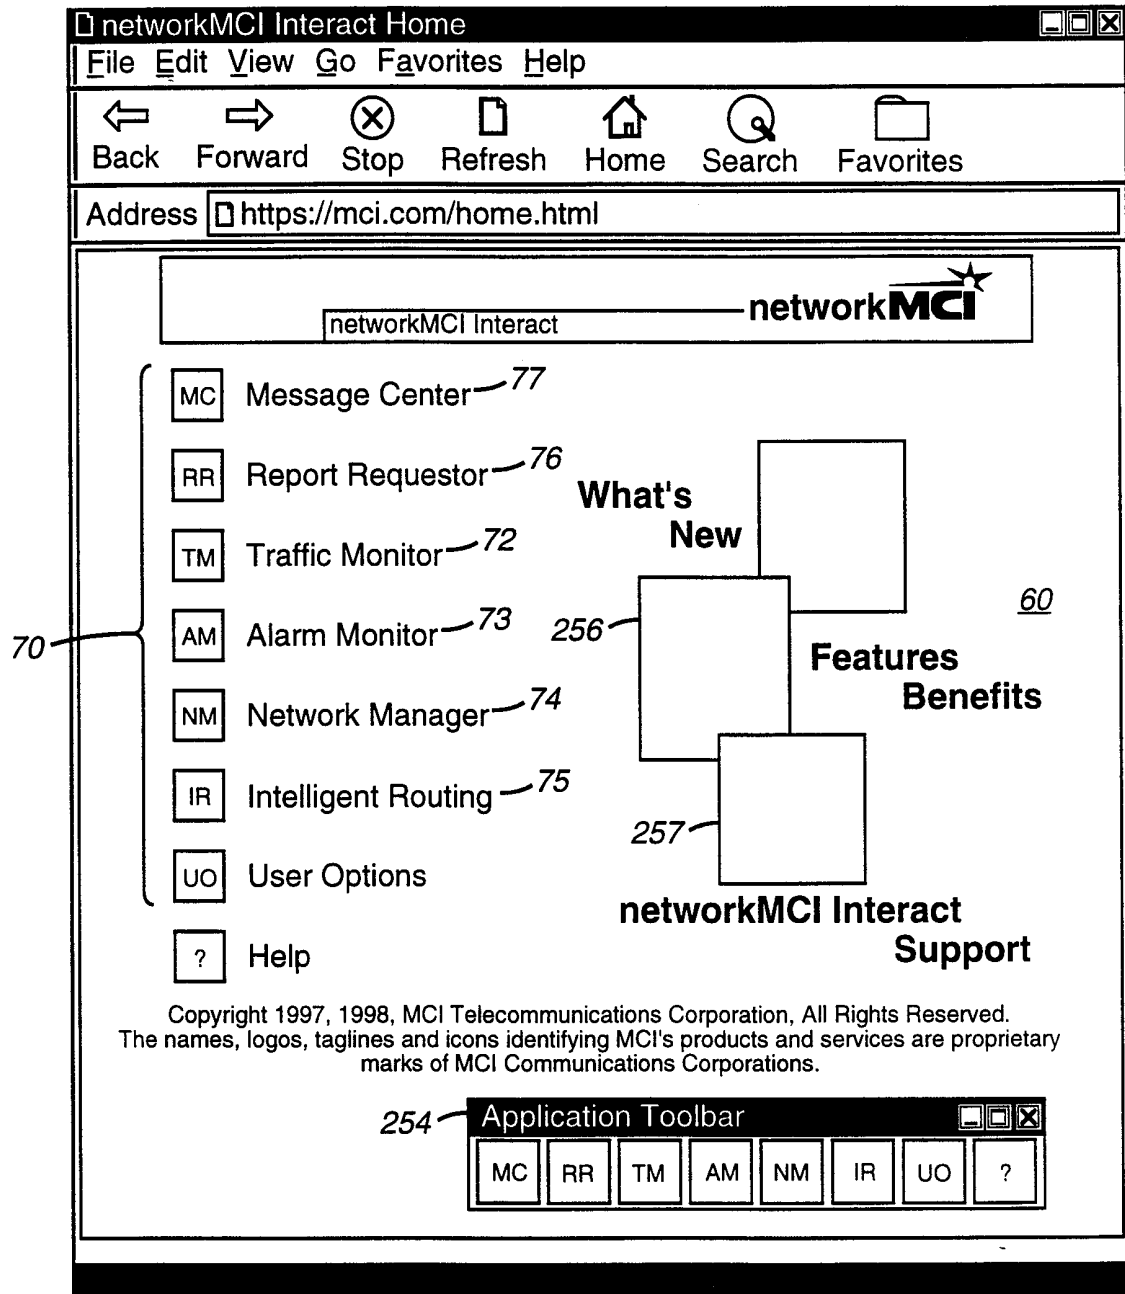 networkMCI Interact Home
File Edit View Go Favorites Help
Back Forward Stop Refresh Home Search Favorites
Address https://mci.com/home.html
networkMCI Interact
networkMCI
MC Message Center 77
RR Report Requestor 76
TM Traffic Monitor 72
AM Alarm Monitor 73
NM Network Manager 74
IR Intelligent Routing 75
UO User Options
? Help
70
What's
New
60
256
Features
Benefits
257
networkMCI Interact
Support
Copyright 1997, 1998, MCI Telecommunications Corporation, All Rights Reserved.
The names, logos, taglines and icons identifying MCI's products and services are proprietary
marks of MCI Communications Corporations.
254
Application Toolbar
MC RR TM AM NM IR UO ?